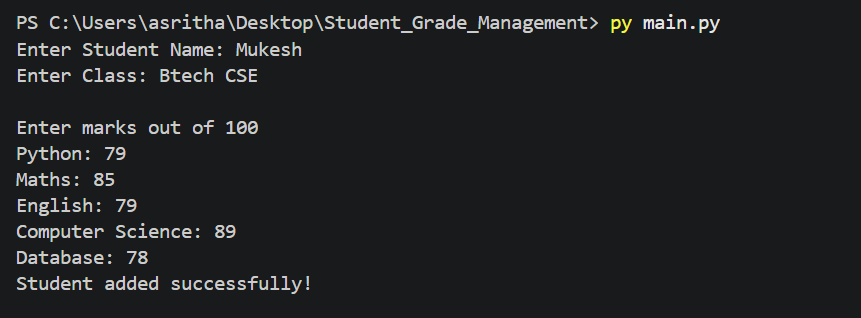 PS C:\Users\asritha\Desktop\Student_Grade_Management> py main.py
Enter Student Name: Mukesh
Enter Class: Btech CSE
Enter marks out of 100
Python: 79
Maths: 85
English: 79
Computer Science: 89
Database: 78
Student added successfully!